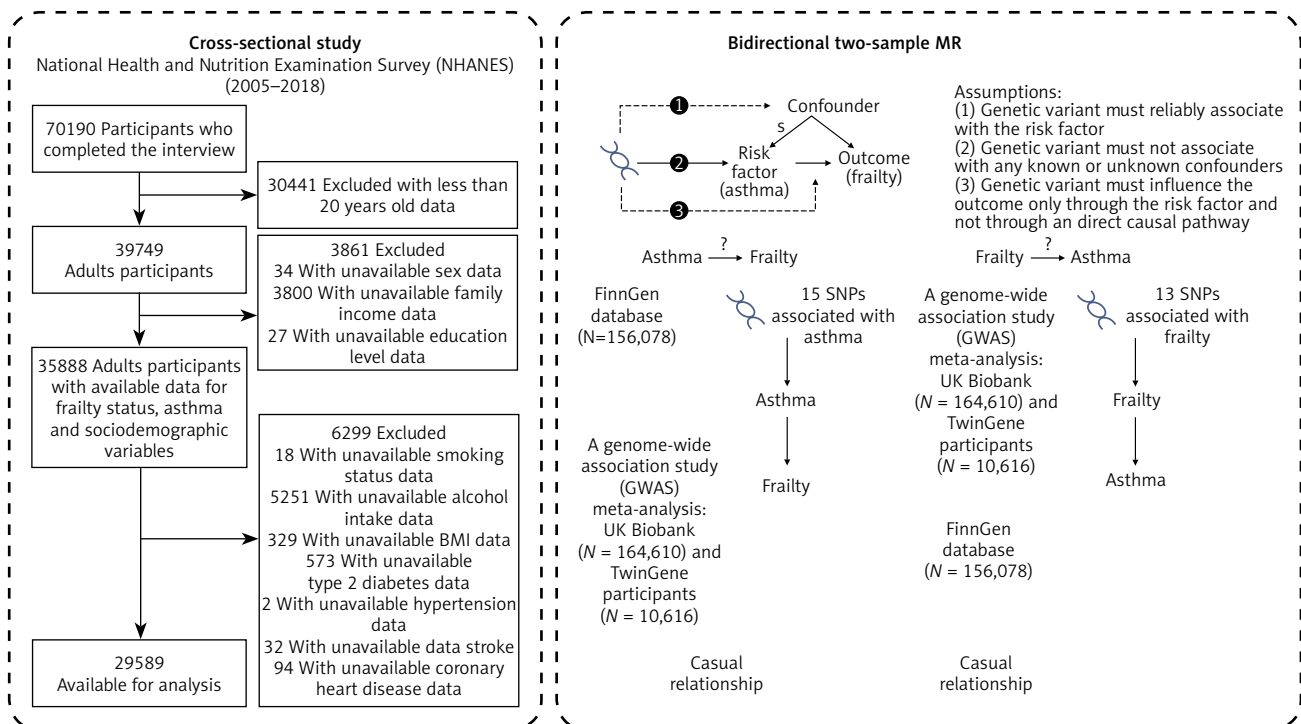 Cross-sectional study
National Health and Nutrition Examination Survey (NHANES)
(2005–2018)
70190 Participants who
completed the interview
30441 Excluded with less than
20 years old data
39749
Adults participants
3861 Excluded
34 With unavailable sex data
3800 With unavailable family
income data
27 With unavailable education
level data
35888 Adults participants
with available data for
frailty status, asthma
and sociodemographic
variables
6299 Excluded
18 With unavailable smoking
status data
5251 With unavailable alcohol
intake data
329 With unavailable BMI data
573 With unavailable
type 2 diabetes data
2 With unavailable hypertension
data
32 With unavailable data stroke
94 With unavailable coronary
heart disease data
29589
Available for analysis
Bidirectional two-sample MR
1
Confounder
S
2
Risk
factor
(asthma)
Outcome
(frailty)
3
Assumptions:
(1) Genetic variant must reliably associate
with the risk factor
(2) Genetic variant must not associate
with any known or unknown confounders
(3) Genetic variant must influence the
outcome only through the risk factor and
not through an direct causal pathway
Asthma ? Frailty
FinnGen
database
(N=156,078)
15 SNPs
associated with
asthma
Asthma
Frailty
A genome-wide
association study
(GWAS)
meta-analysis:
UK Biobank
(N = 164,610) and
TwinGene
participants
(N = 10,616)
Casual
relationship
Frailty ? Asthma
A genome-wide
association study
(GWAS)
meta-analysis:
UK Biobank
(N = 164,610) and
TwinGene
participants
(N = 10,616)
13 SNPs
associated with
frailty
Frailty
Asthma
FinnGen
database
(N = 156,078)
Casual
relationship